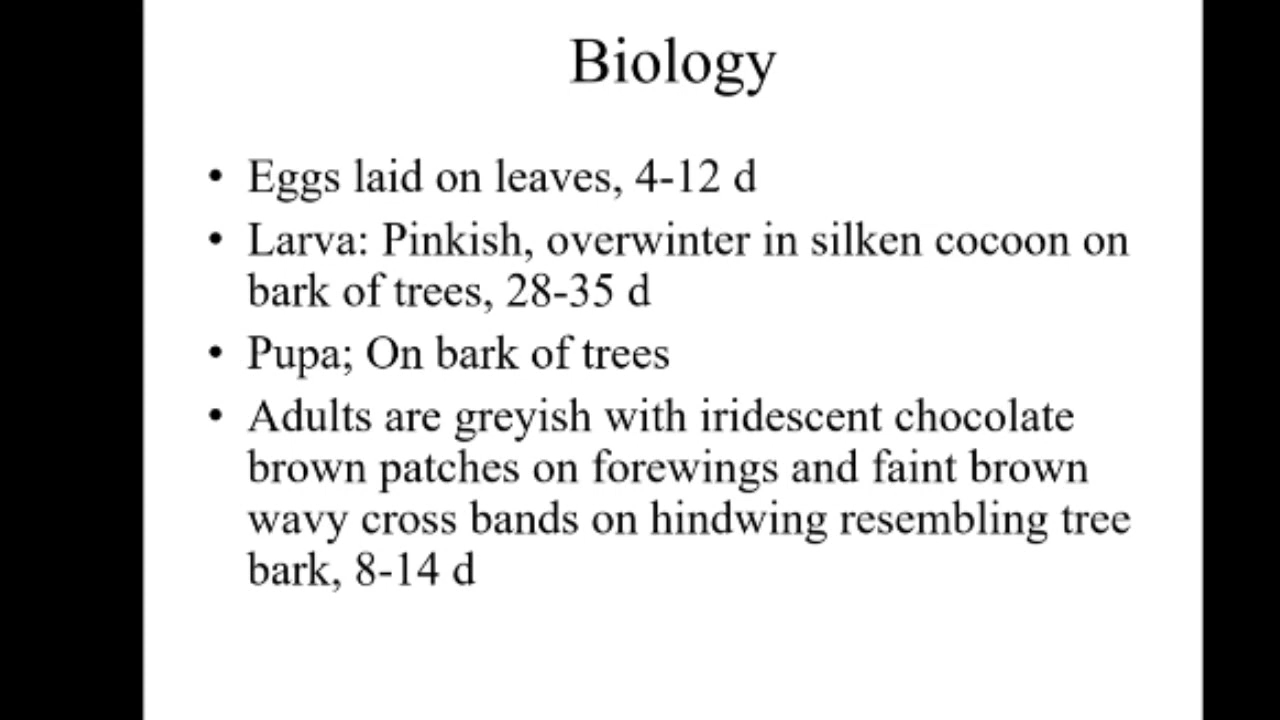 Biology
• Eggs laid on leaves, 4-12 d
• Larva: Pinkish, overwinter in silken cocoon on
bark of trees, 28-35 d
• Pupa; On bark of trees
• Adults are greyish with iridescent chocolate
brown patches on forewings and faint brown
wavy cross bands on hindwing resembling tree
bark, 8-14 d